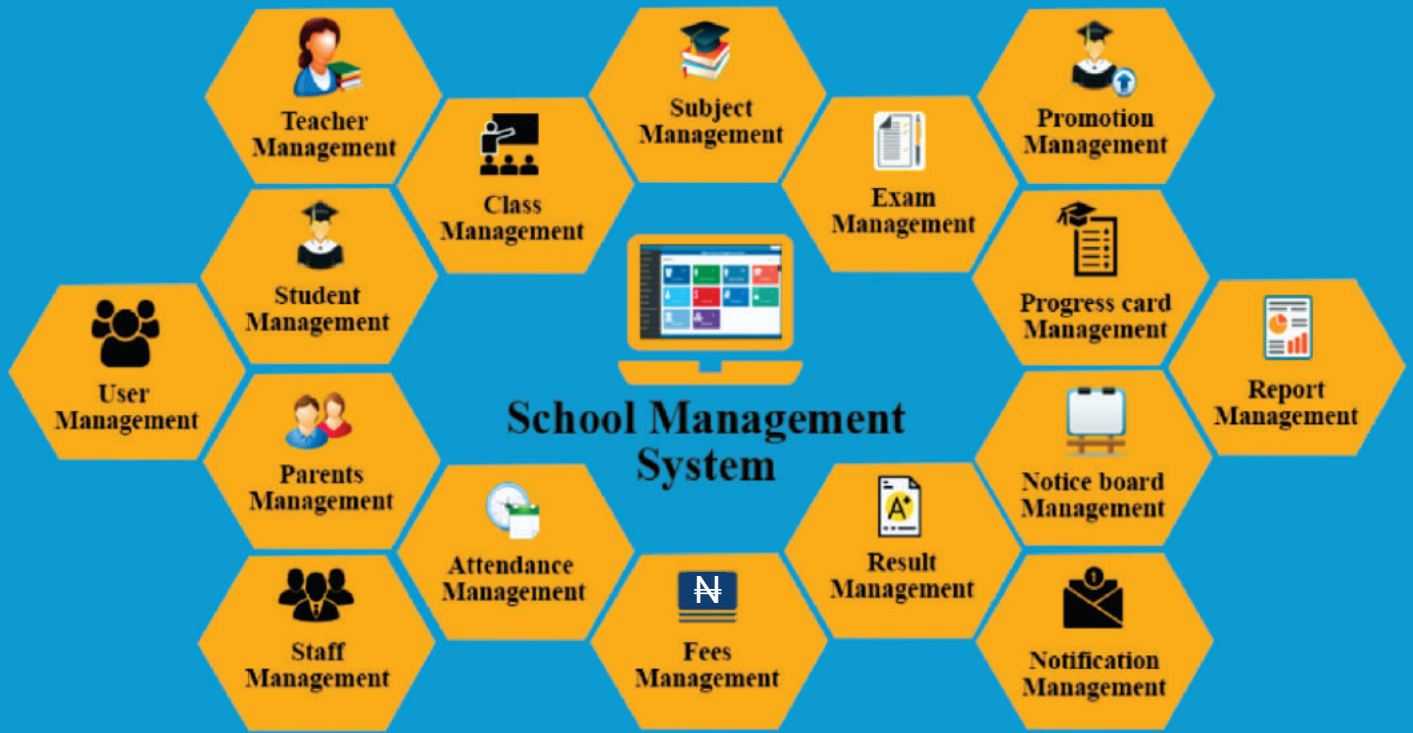 Teacher
Management
Class
Management
Subject
Management
Exam
Management
Promotion
Management
Student
Management
Progress card
Management
User
Management
Report
Management
School Management
System
Parents
Management
Notice board
Management
Attendance
Management
A+
Result
Management
Staff
Management
₦
Fees
Management
1
Notification
Management